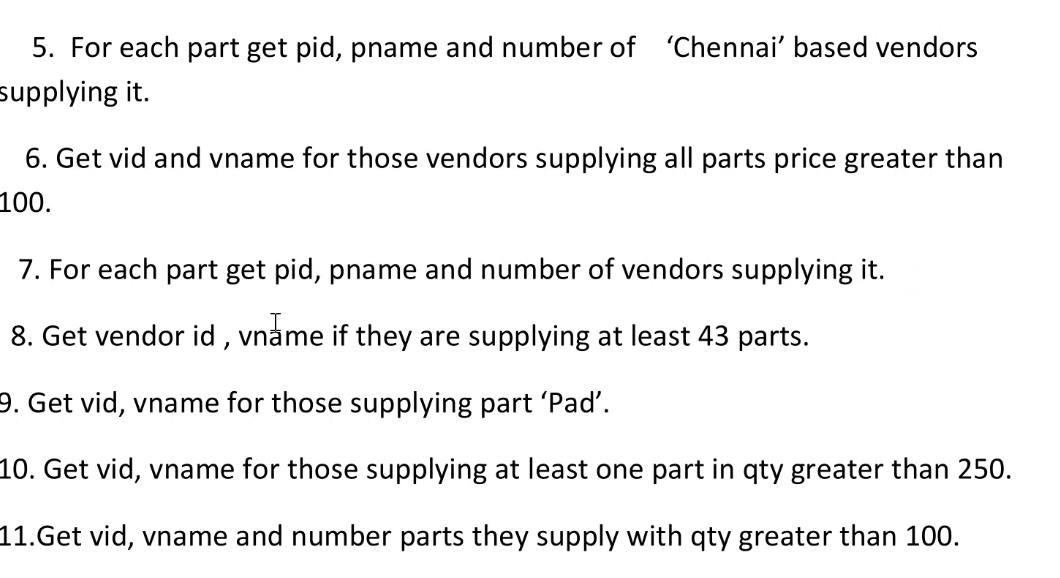 5. For each part get pid, pname and number of ‘Chennai’ based vendors
supplying it.
6. Get vid and vname for those vendors supplying all parts price greater than
100.
7. For each part get pid, pname and number of vendors supplying it.
8. Get vendor id , vname if they are supplying at least 43 parts.
9. Get vid, vname for those supplying part ‘Pad’.
10. Get vid, vname for those supplying at least one part in qty greater than 250.
11.Get vid, vname and number parts they supply with qty greater than 100.